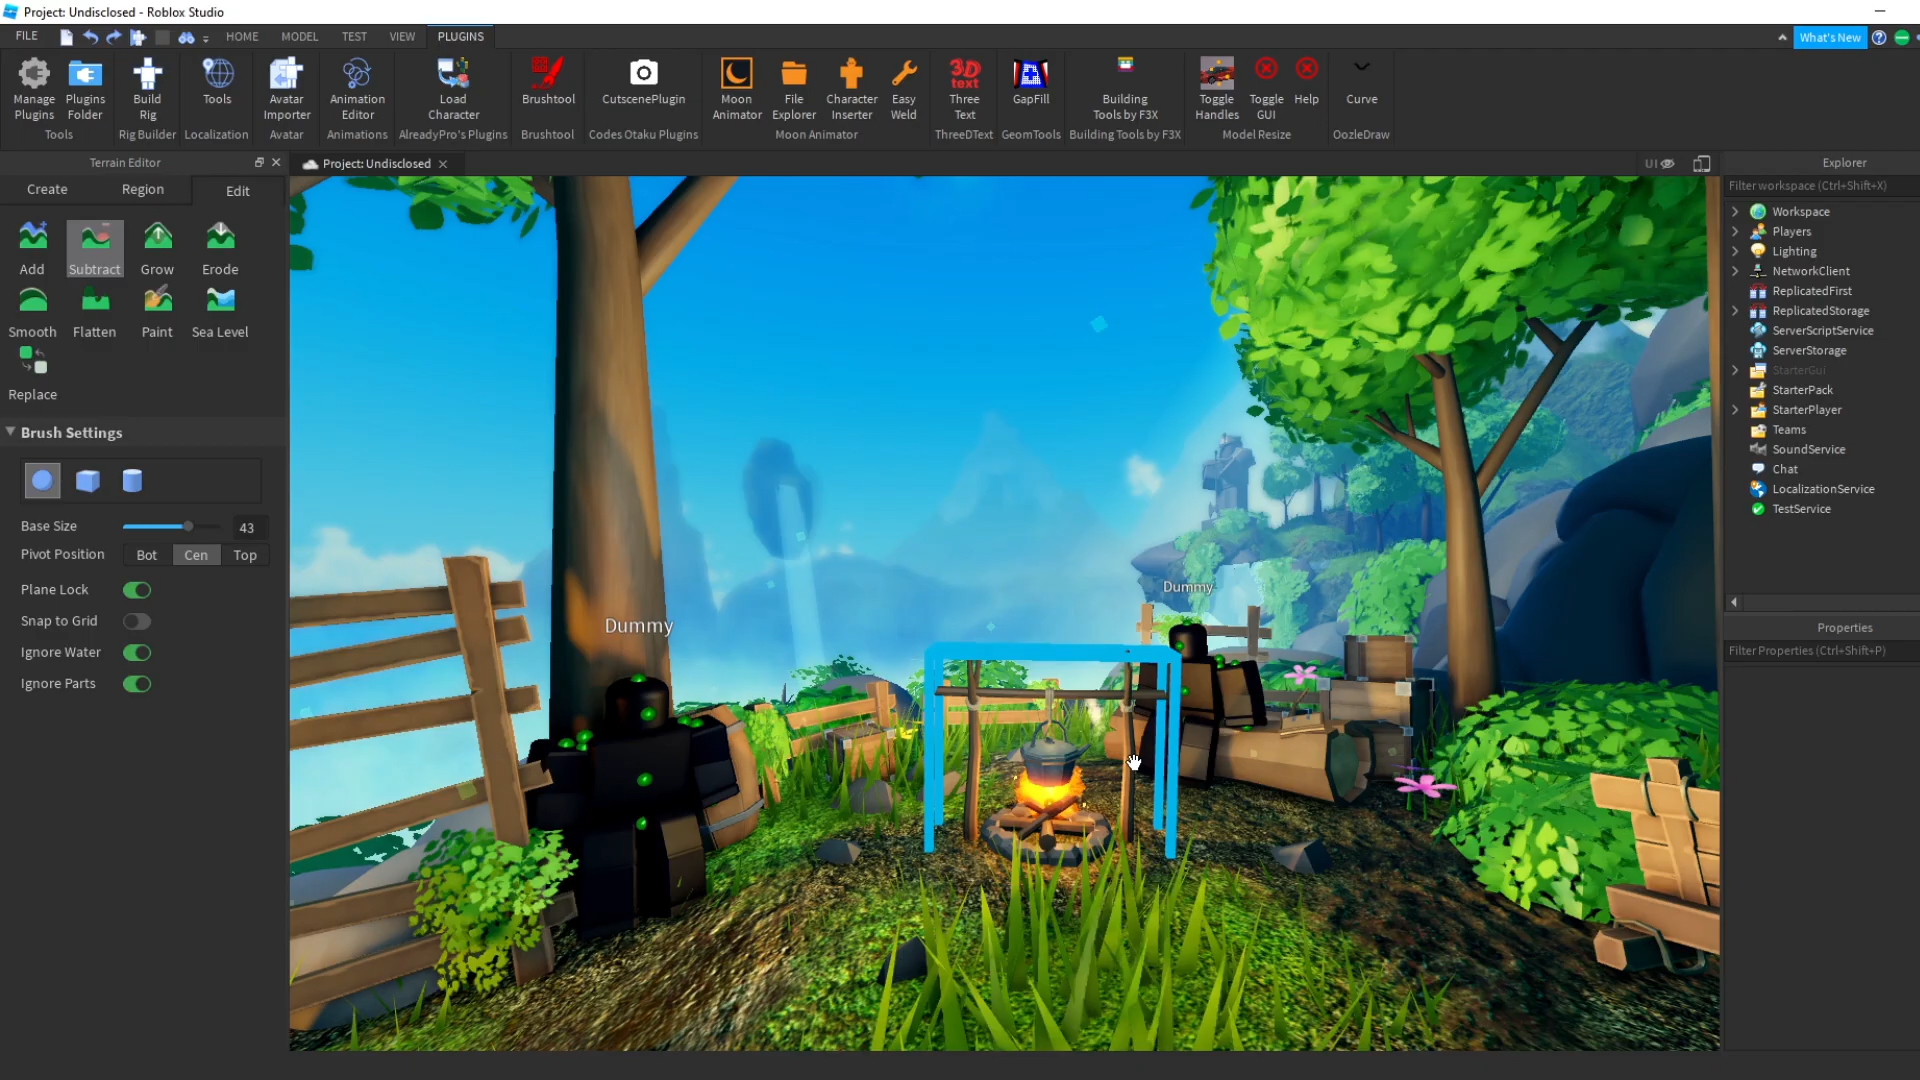 Project: Undisclosed - Roblox Studio
FILE HOME MODEL TEST VIEW PLUGINS What's New
3D text
Manage Plugins
Plugins Folder
Build Rig
Tools
Avatar Importer
Animation Editor
Load Character
Brushtool
CutscenePlugin
Moon Animator
File Explorer
Character Inserter
Easy Weld
Three Text
GapFill
Building Tools by F3X
Toggle Handles
Toggle GUI
Help
Curve
Tools Rig Builder Localization Avatar Animations AlreadyPro's Plugins Brushtool Codes Otaku Plugins Moon Animator ThreeDText GeomTools Building Tools by F3X Model Resize OozleDraw
Terrain Editor
Create Region Edit
Add Subtract Grow Erode
Smooth Flatten Paint Sea Level
Replace
Brush Settings
Base Size 43
Pivot Position Bot Cen Top
Plane Lock
Snap to Grid
Ignore Water
Ignore Parts
Project: Undisclosed
UI
Dummy
Dummy
Explorer
Filter workspace (Ctrl+Shift+X)
Workspace
Players
Lighting
NetworkClient
ReplicatedFirst
ReplicatedStorage
ServerScriptService
ServerStorage
StarterGui
StarterPack
StarterPlayer
Teams
SoundService
Chat
LocalizationService
TestService
Properties
Filter Properties (Ctrl+Shift+P)